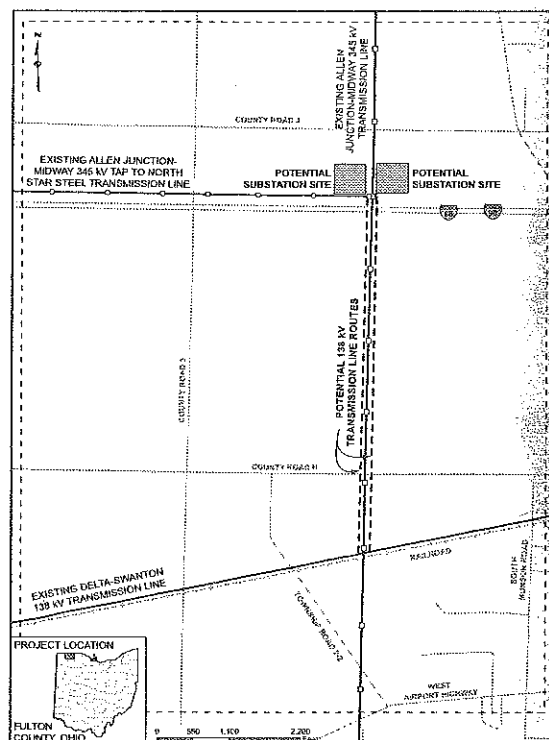 N
EXISTING ALLEN
JUNCTION-MIDWAY 345 kV
TRANSMISSION LINE
COUNTY ROAD J
EXISTING ALLEN JUNCTION-
MIDWAY 345 kV TAP TO NORTH
STAR STEEL TRANSMISSION LINE
POTENTIAL
SUBSTATION SITE
POTENTIAL
SUBSTATION SITE
POTENTIAL 138 kV
TRANSMISSION LINE ROUTES
COUNTY ROAD 3
COUNTY ROAD H
RAILROAD
SOUTH
MUNSON ROAD
EXISTING DELTA-SWANTON
138 kV TRANSMISSION LINE
TOWNSHIP ROAD 2-2
WEST
AIRPORT HIGHWAY
PROJECT LOCATION
FULTON
COUNTY, OHIO
0 550 1,100 2,200